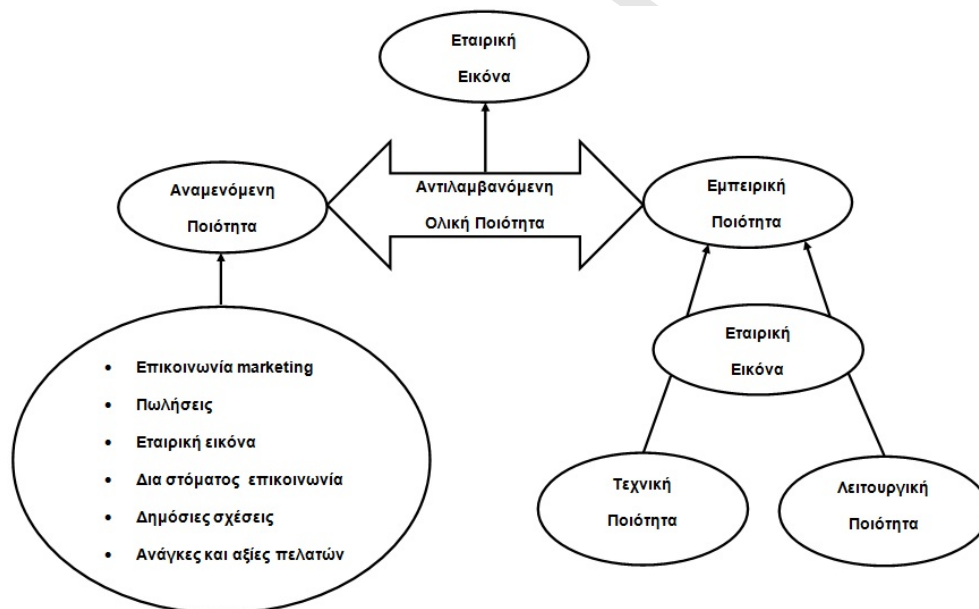 Εταιρική
Εικόνα
Αναμενόμενη
Ποιότητα
Αντιλαμβανόμενη
Ολική Ποιότητα
Εμπειρική
Ποιότητα
Εταιρική
Εικόνα
• Επικοινωνία marketing
• Πωλήσεις
• Εταιρική εικόνα
• Δια στόματος επικοινωνία
• Δημόσιες σχέσεις
• Ανάγκες και αξίες πελατών
Τεχνική
Ποιότητα
Λειτουργική
Ποιότητα